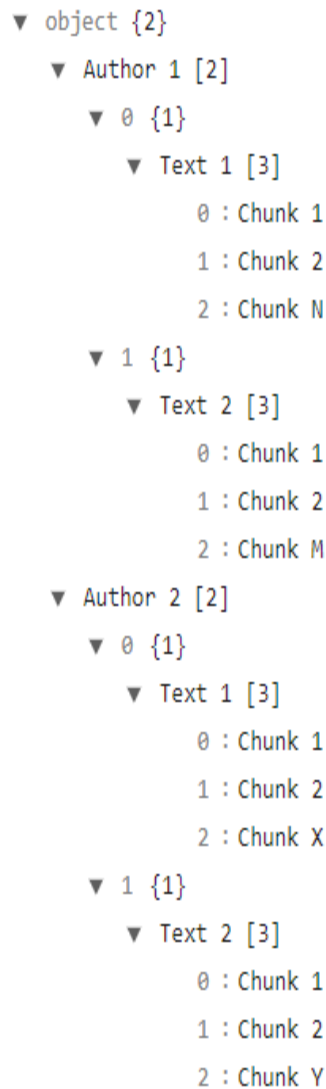 ▼ object {2}
▼ Author 1 [2]
▼ 0 {1}
▼ Text 1 [3]
0 : Chunk 1
1 : Chunk 2
2 : Chunk N
▼ 1 {1}
▼ Text 2 [3]
0 : Chunk 1
1 : Chunk 2
2 : Chunk M
▼ Author 2 [2]
▼ 0 {1}
▼ Text 1 [3]
0 : Chunk 1
1 : Chunk 2
2 : Chunk X
▼ 1 {1}
▼ Text 2 [3]
0 : Chunk 1
1 : Chunk 2
2 : Chunk Y